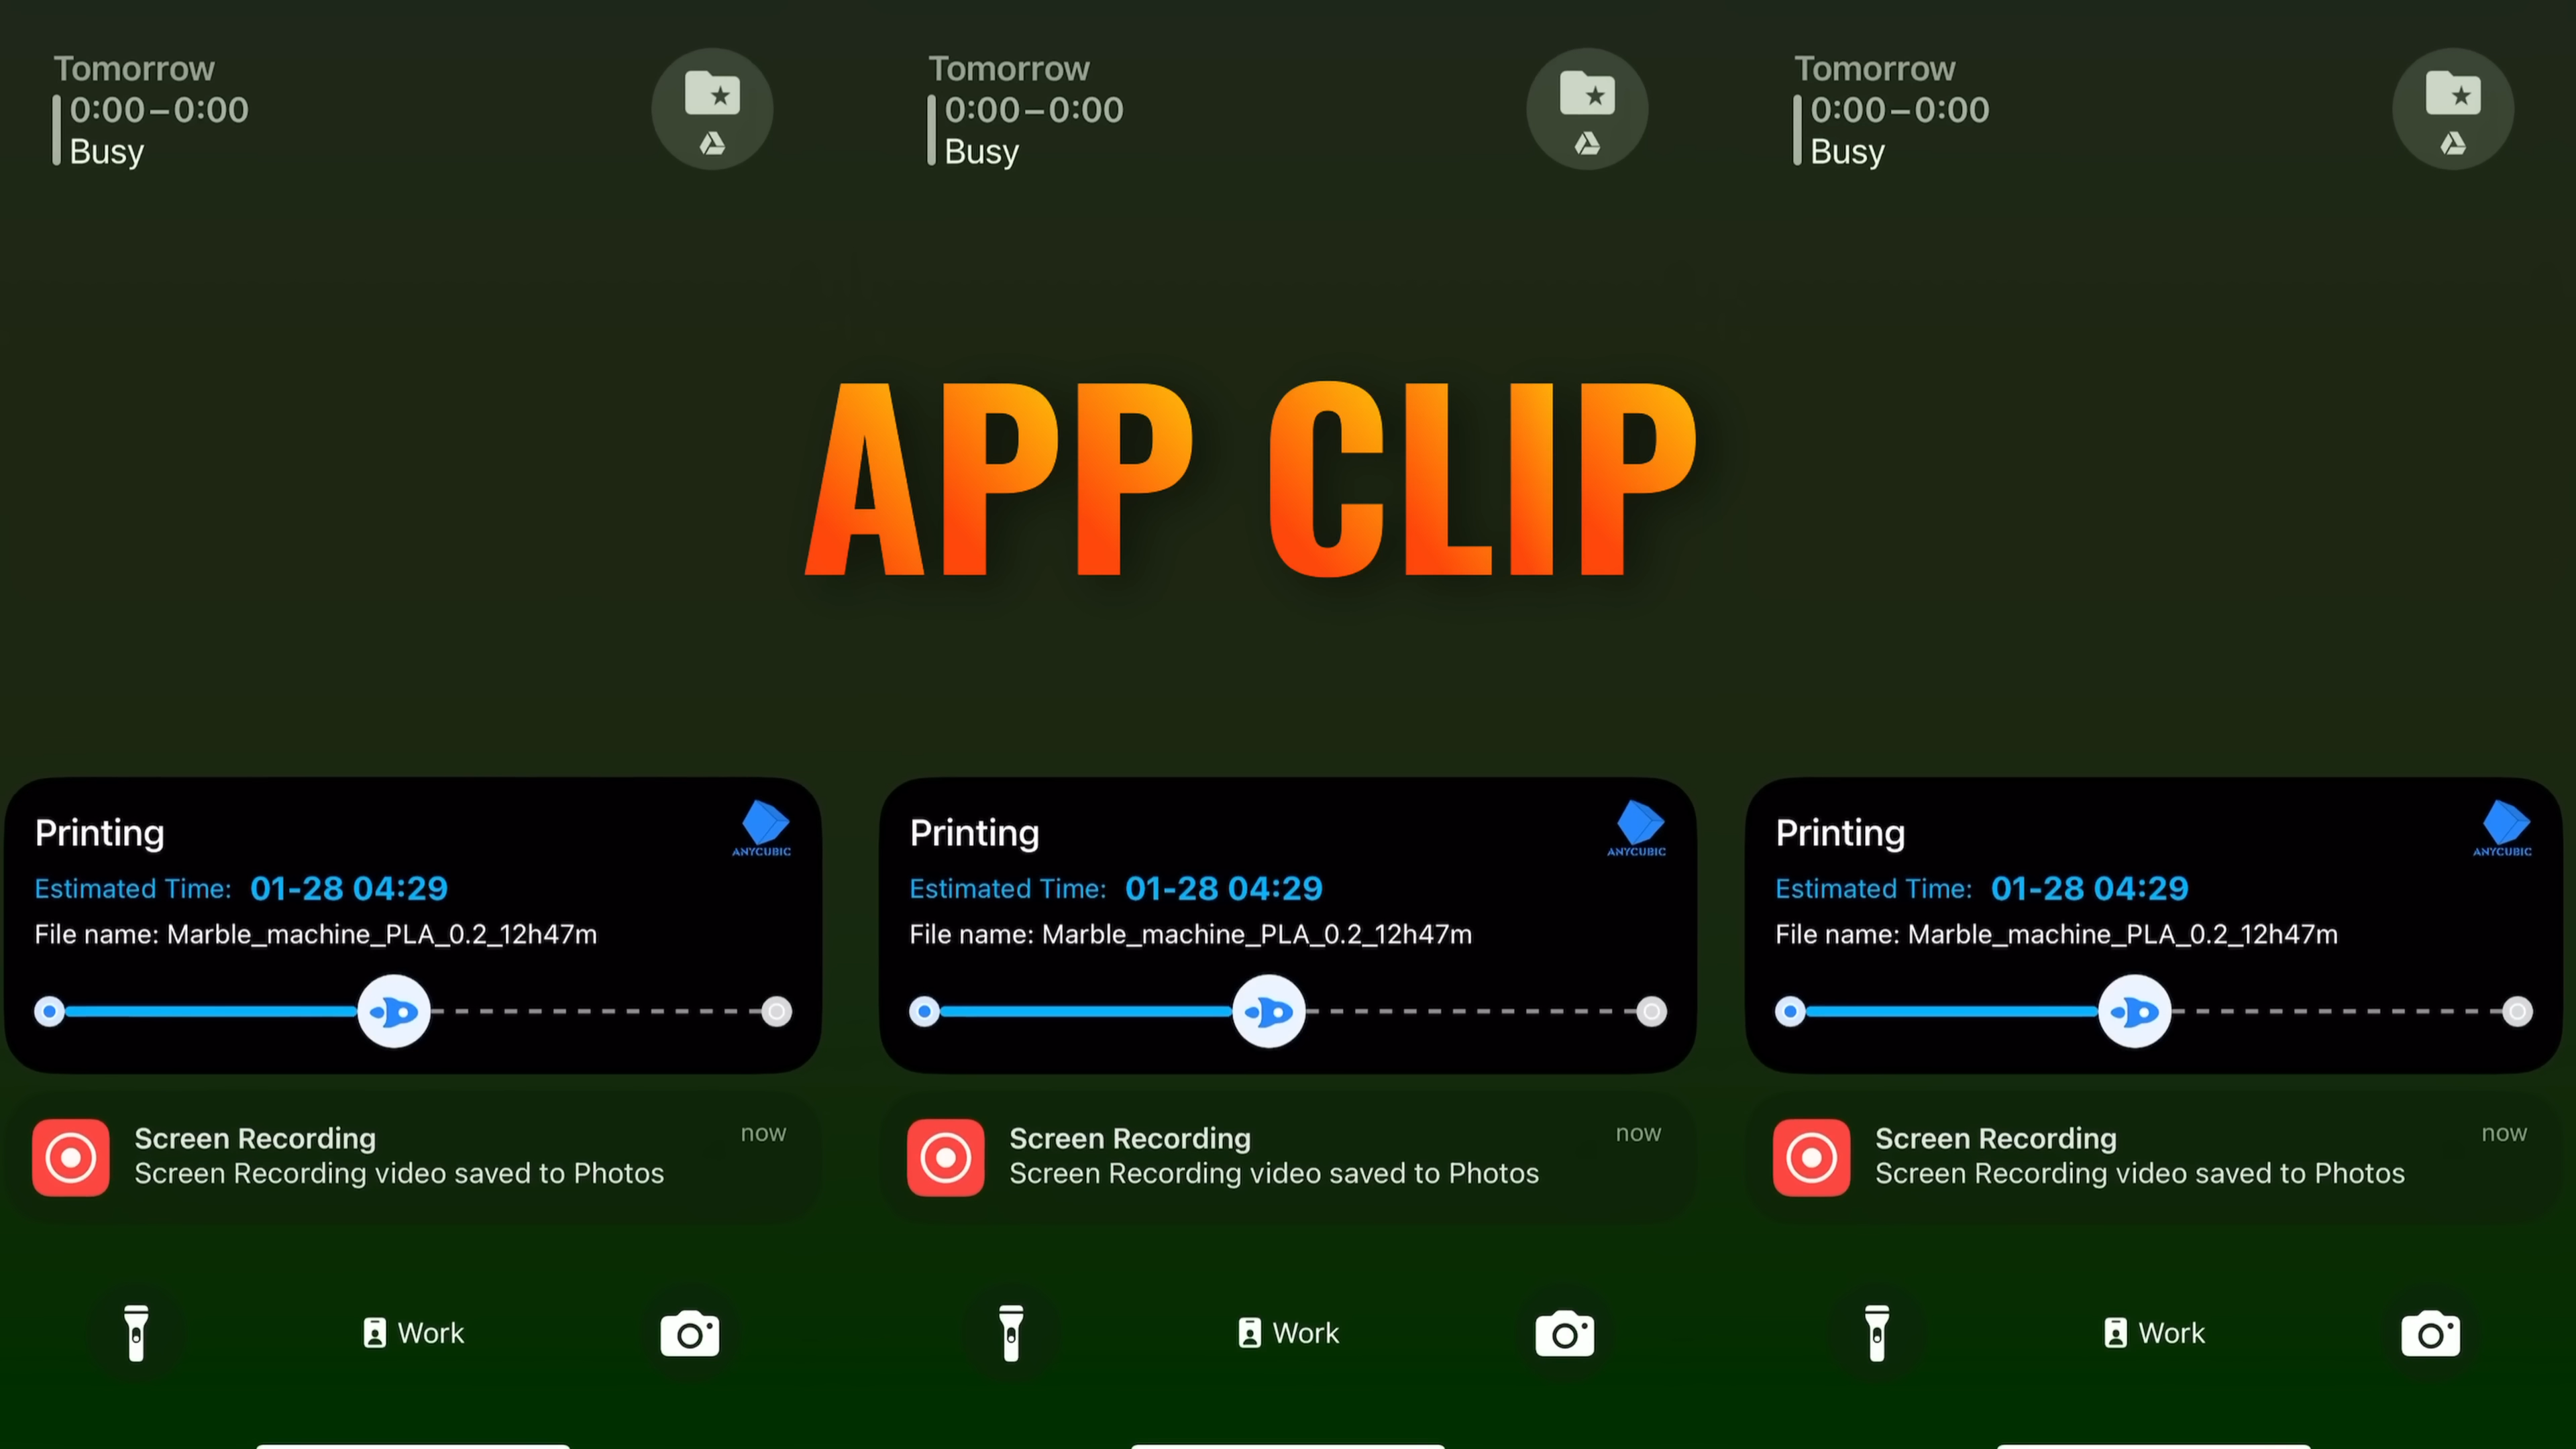 Tomorrow
0:00–0:00
Busy
Tomorrow
0:00–0:00
Busy
Tomorrow
0:00–0:00
Busy
APP CLIP
Printing
ANYCUBIC
Estimated Time: 01-28 04:29
File name: Marble_machine_PLA_0.2_12h47m
Screen Recording
now
Screen Recording video saved to Photos
Work
Printing
ANYCUBIC
Estimated Time: 01-28 04:29
File name: Marble_machine_PLA_0.2_12h47m
Screen Recording
now
Screen Recording video saved to Photos
Work
Printing
ANYCUBIC
Estimated Time: 01-28 04:29
File name: Marble_machine_PLA_0.2_12h47m
Screen Recording
now
Screen Recording video saved to Photos
Work